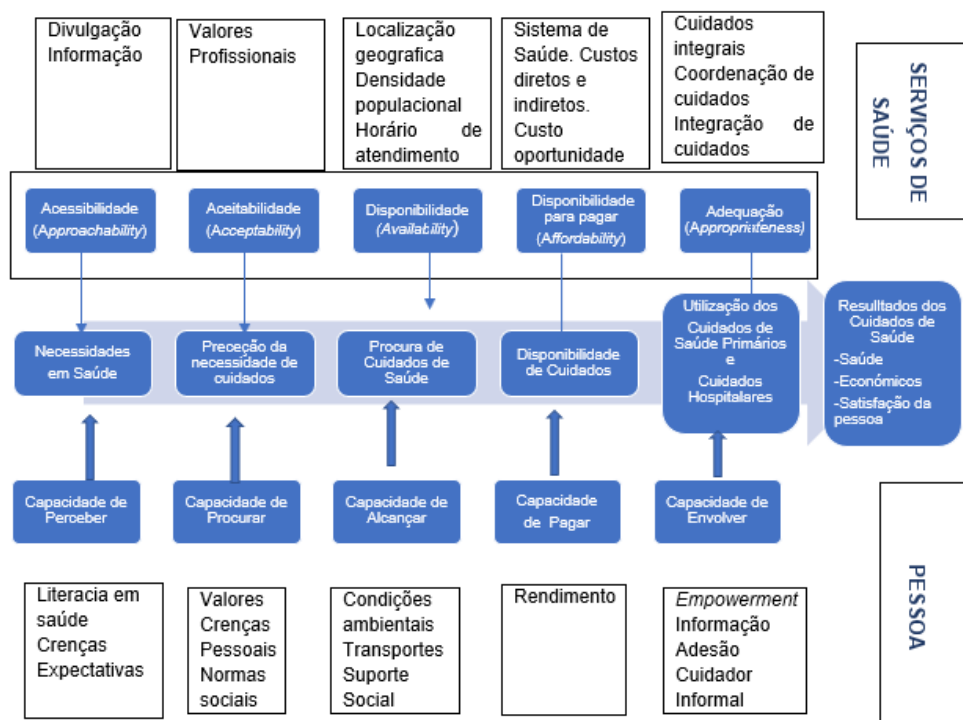 Divulgação
Informação
Valores
Profissionais
Localização
geografica
Densidade
populacional
Horário de
atendimento
Sistema de
Saúde. Custos
diretos e
indiretos.
Custo
oportunidade
Cuidados
integrais
Coordenação de
cuidados
Integração de
cuidados
SERVIÇOS DE
SAÚDE
Acessibilidade
(Approachability)
Aceitabilidade
(Acceptability)
Disponibilidade
(Availability)
Disponibilidade
para pagar
(Affordability)
Adequação
(Appropriateness)
Necessidades
em Saúde
Preceção da
necessidade de
cuidados
Procura de
Cuidados de
Saúde
Disponibilidade
de Cuidados
Utilização dos
Cuidados de
Saúde Primários
e
Cuidados
Hospitalares
Resulltados dos
Cuidados de
Saúde
-Saúde
-Económicos
-Satisfação da
pessoa
Capacidade de
Perceber
Capacidade de
Procurar
Capacidade de
Alcançar
Capacidade
de Pagar
Capacidade de
Envolver
PESSOA
Literacia em
saúde
Crenças
Expectativas
Valores
Crenças
Pessoais
Normas
sociais
Condições
ambientais
Transportes
Suporte
Social
Rendimento
Empowerment
Informação
Adesão
Cuidador
Informal